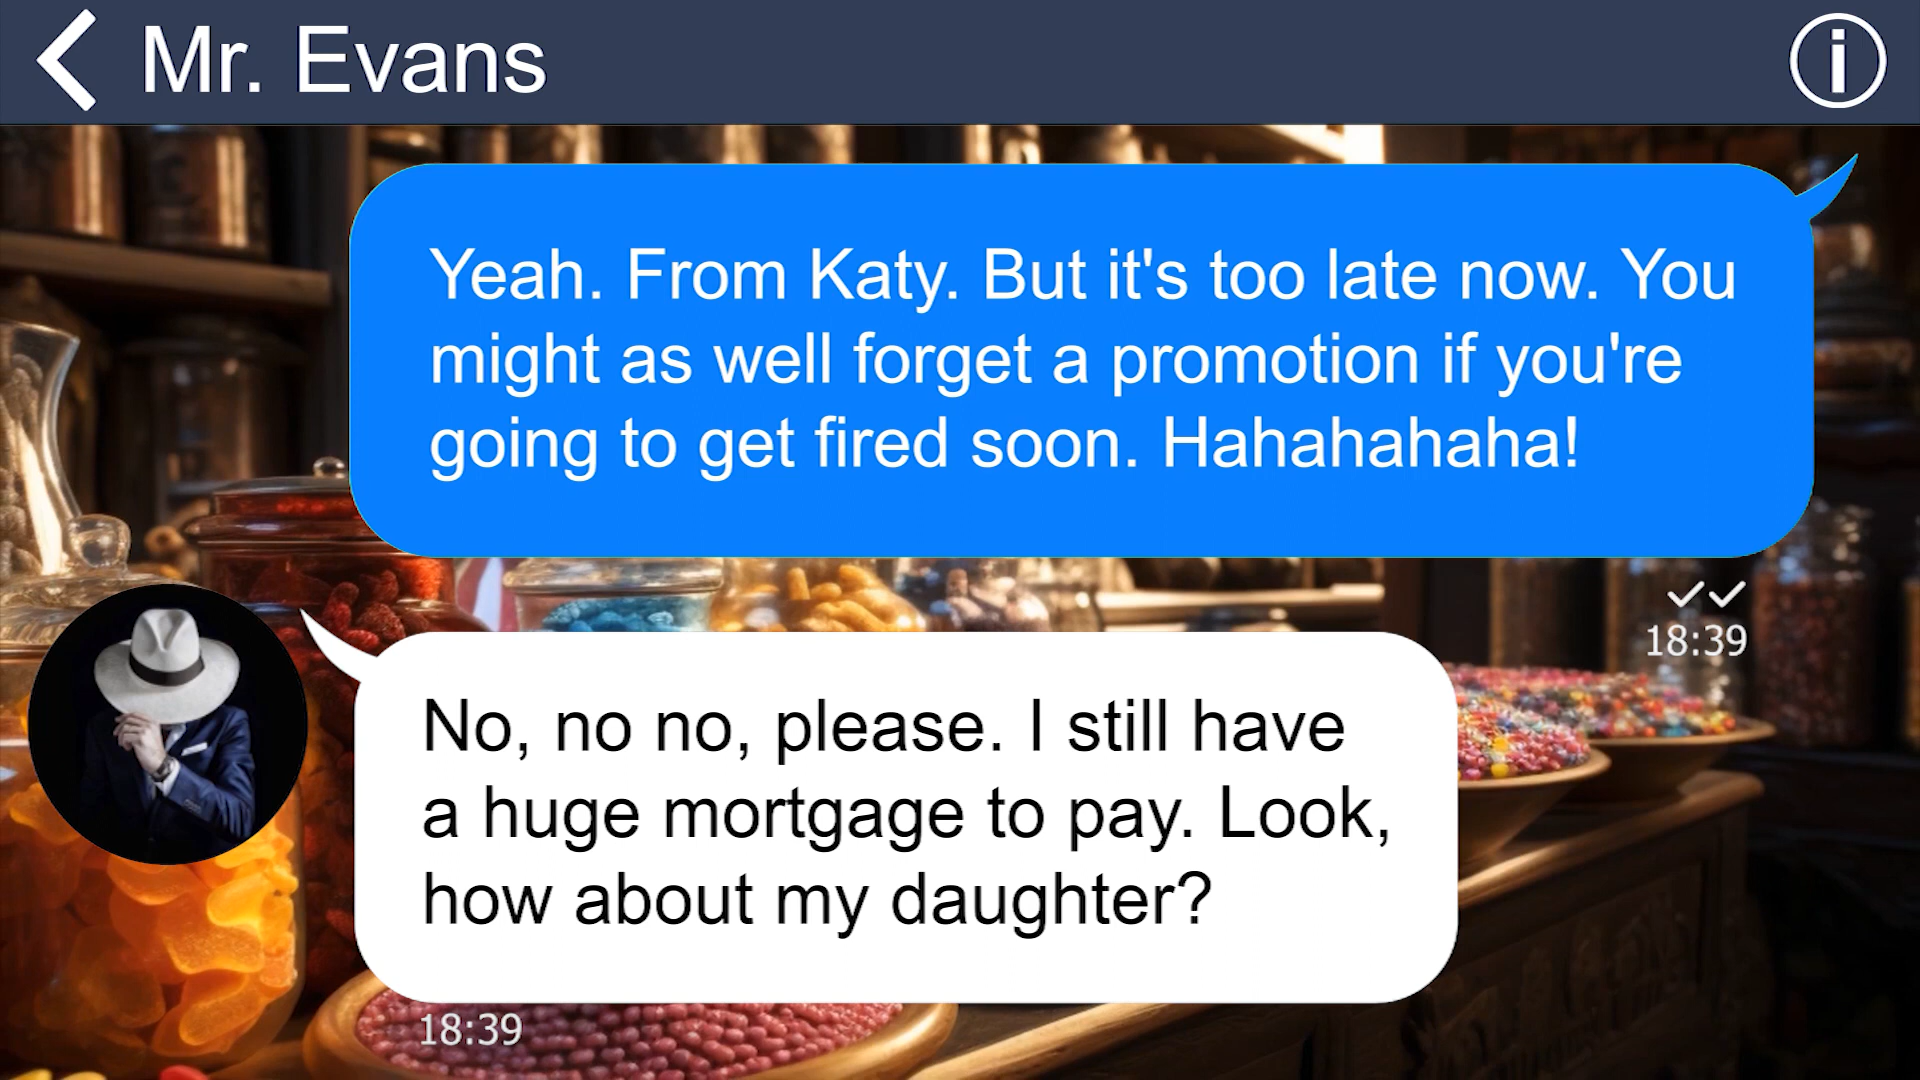 Mr. Evans
Yeah. From Katy. But it's too late now. You
might as well forget a promotion if you're
going to get fired soon. Hahahahaha!
18:39
No, no no, please. I still have
a huge mortgage to pay. Look,
how about my daughter?
18:39